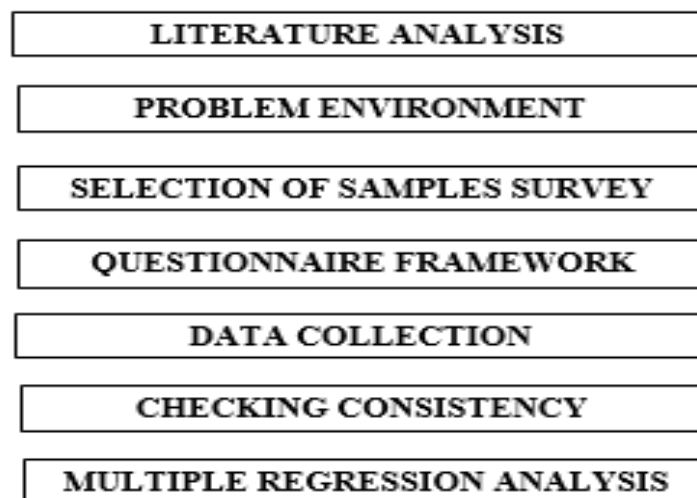 LITERATURE ANALYSIS
PROBLEM ENVIRONMENT
SELECTION OF SAMPLES SURVEY
QUESTIONNAIRE FRAMEWORK
DATA COLLECTION
CHECKING CONSISTENCY
MULTIPLE REGRESSION ANALYSIS